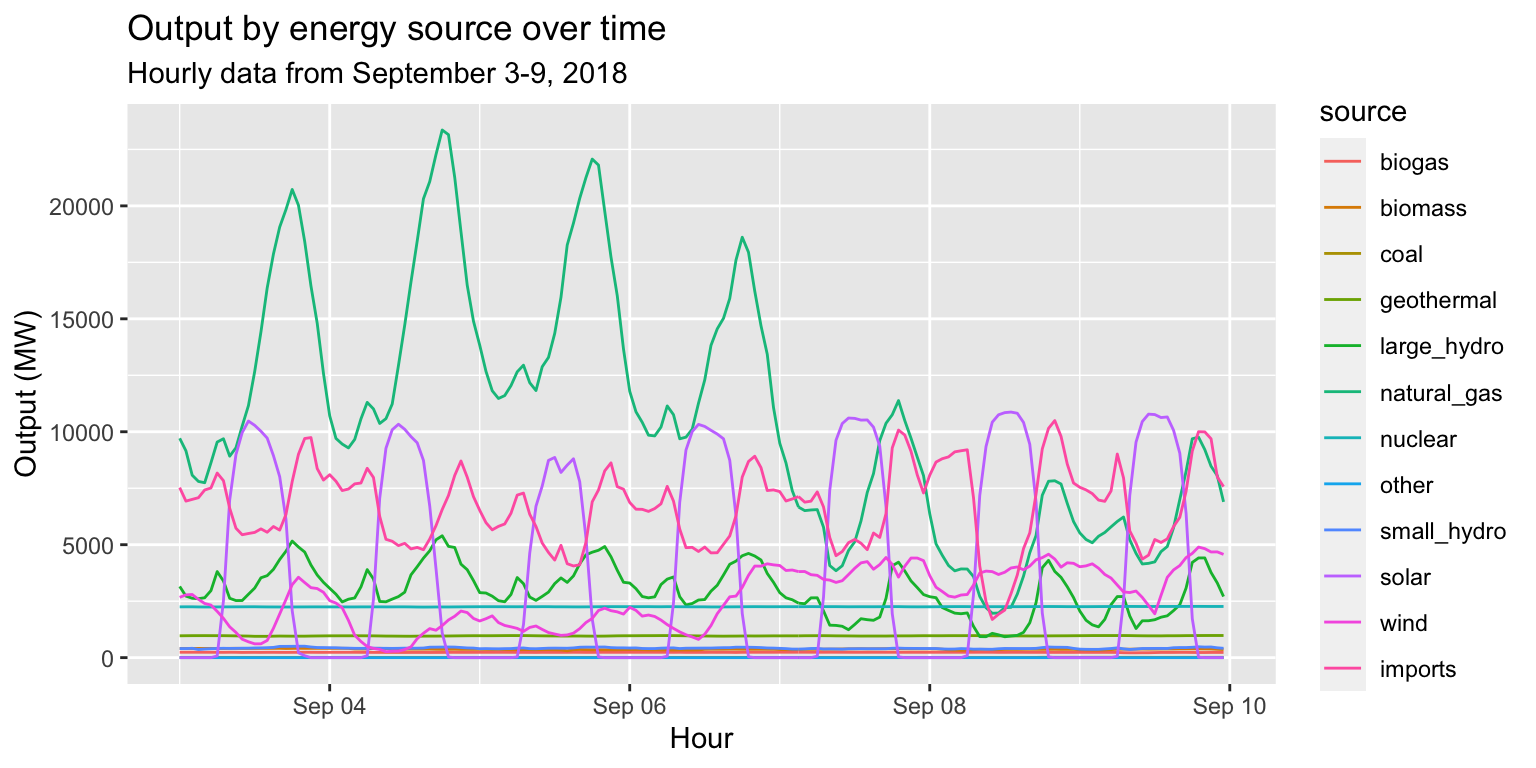 Output by energy source over time
Hourly data from September 3-9, 2018
Output (MW)
20000
15000
10000
5000
0
Sep 04
Sep 06
Sep 08
Sep 10
Hour
source
biogas
biomass
coal
geothermal
large_hydro
natural_gas
nuclear
other
small_hydro
solar
wind
imports